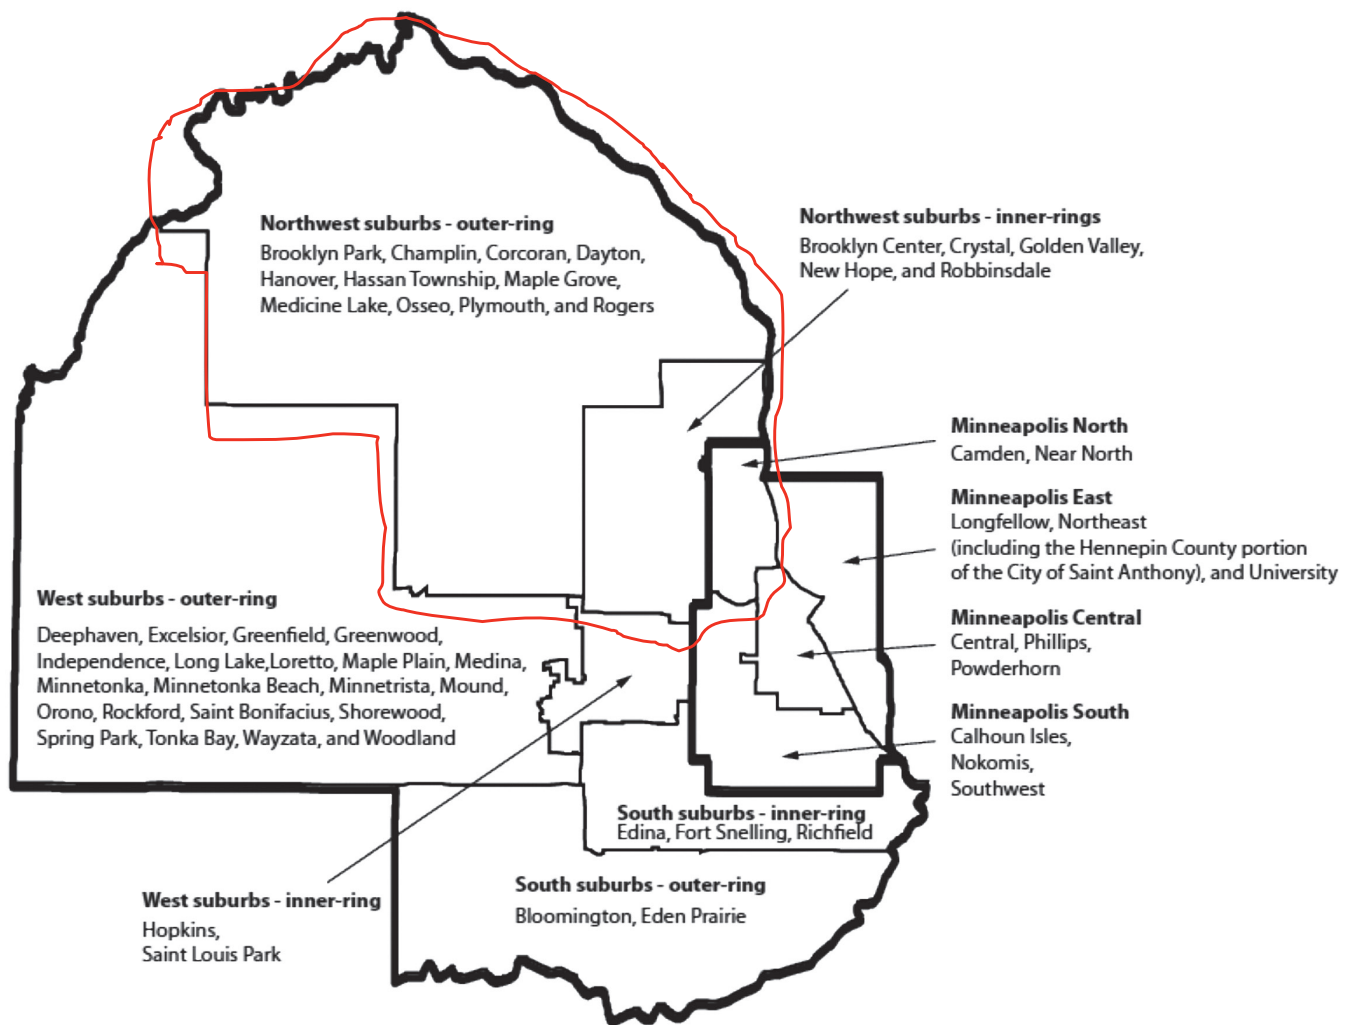 Northwest suburbs - outer-ring
Brooklyn Park, Champlin, Corcoran, Dayton,
Hanover, Hassan Township, Maple Grove,
Medicine Lake, Osseo, Plymouth, and Rogers
Northwest suburbs - inner-rings
Brooklyn Center, Crystal, Golden Valley,
New Hope, and Robbinsdale
Minneapolis North
Camden, Near North
Minneapolis East
Longfellow, Northeast
(including the Hennepin County portion
of the City of Saint Anthony), and University
Minneapolis Central
Central, Phillips,
Powderhorn
Minneapolis South
Calhoun Isles,
Nokomis,
Southwest
West suburbs - outer-ring
Deephaven, Excelsior, Greenfield, Greenwood,
Independence, Long Lake,Loretto, Maple Plain, Medina,
Minnetonka, Minnetonka Beach, Minnetrista, Mound,
Orono, Rockford, Saint Bonifacius, Shorewood,
Spring Park, Tonka Bay, Wayzata, and Woodland
South suburbs - inner-ring
Edina, Fort Snelling, Richfield
West suburbs - inner-ring
Hopkins,
Saint Louis Park
South suburbs - outer-ring
Bloomington, Eden Prairie